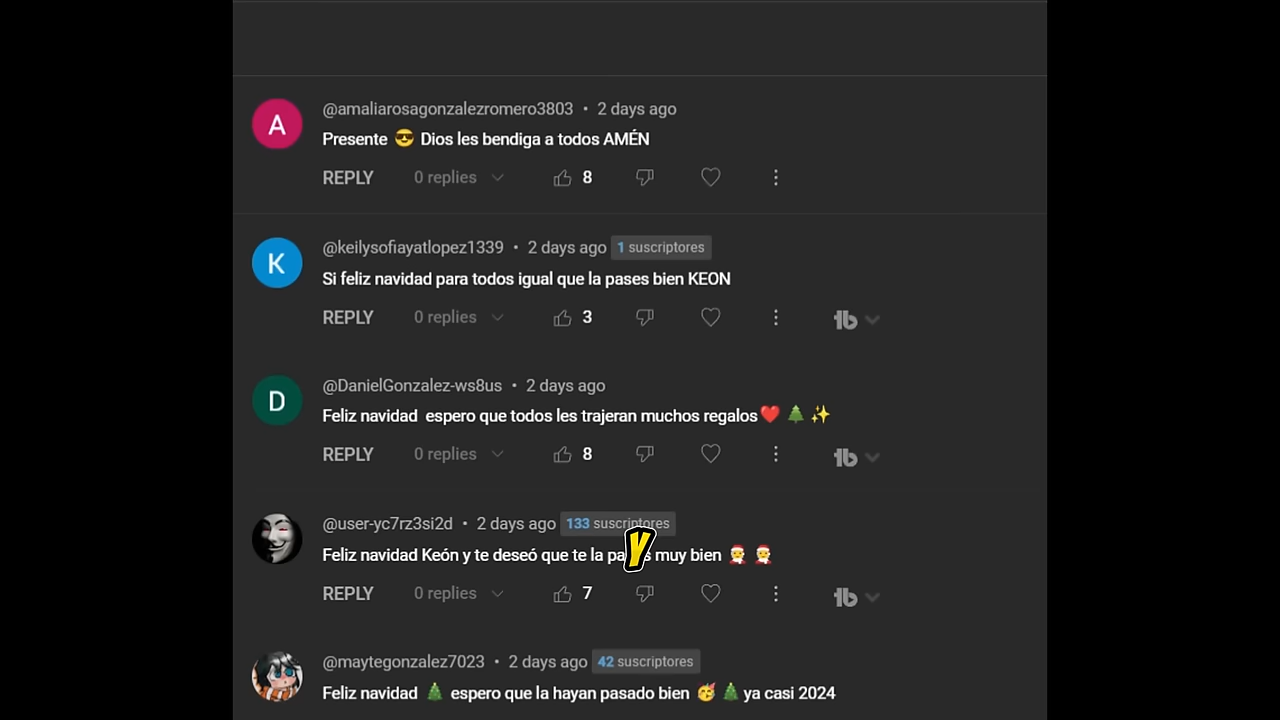 A
@amaliarosagonzalezromero3803 • 2 days ago
Presente 😎 Dios les bendiga a todos AMÉN
REPLY 0 replies 8
K
@keilysofiayatlopez1339 • 2 days ago 1 suscriptores
Si feliz navidad para todos igual que la pases bien KEON
REPLY 0 replies 3
D
@DanielGonzalez-ws8us • 2 days ago
Feliz navidad espero que todos les trajeran muchos regalos❤️ 🎄 ✨
REPLY 0 replies 8
@user-yc7rz3si2d • 2 days ago 133 suscriptores
Feliz navidad Keón y te deseó que te la muy bien 🎅 🎅
Y
REPLY 0 replies 7
@maytegonzalez7023 • 2 days ago 42 suscriptores
Feliz navidad 🎄 espero que la hayan pasado bien 🥳 🎄 ya casi 2024